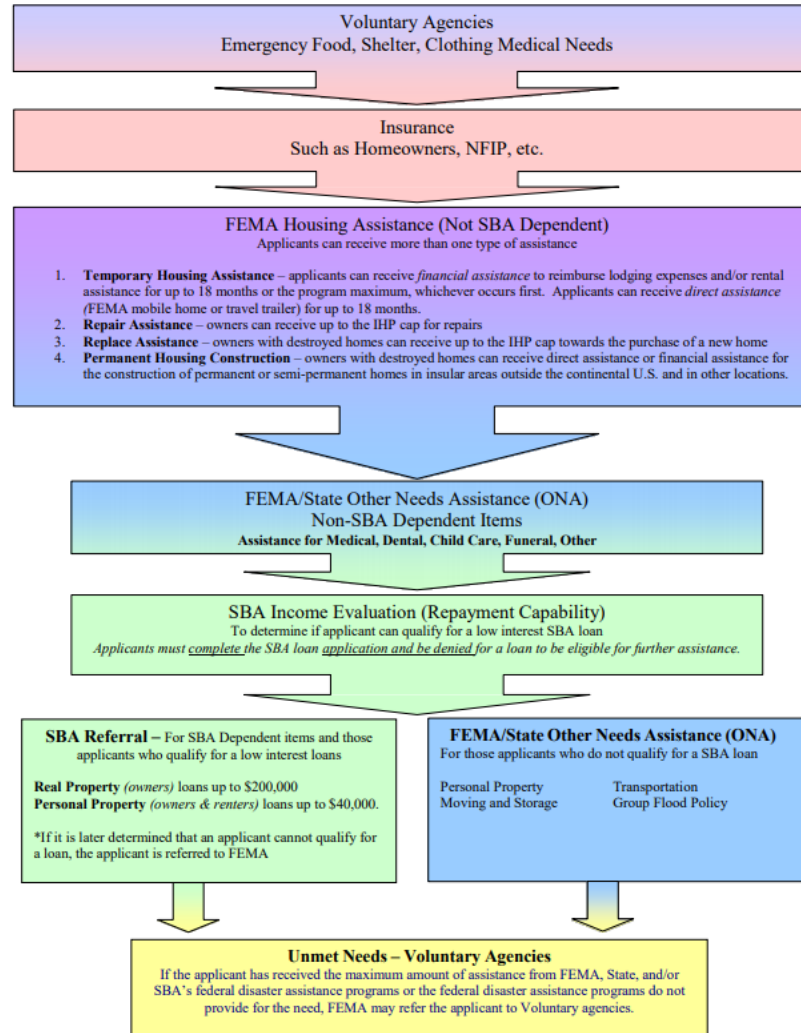 Voluntary Agencies
Emergency Food, Shelter, Clothing Medical Needs
Insurance
Such as Homeowners, NFIP, etc.
FEMA Housing Assistance (Not SBA Dependent)
Applicants can receive more than one type of assistance
1. Temporary Housing Assistance – applicants can receive financial assistance to reimburse lodging expenses and/or rental
assistance for up to 18 months or the program maximum, whichever occurs first. Applicants can receive direct assistance
(FEMA mobile home or travel trailer) for up to 18 months.
2. Repair Assistance – owners can receive up to the IHP cap for repairs
3. Replace Assistance – owners with destroyed homes can receive up to the IHP cap towards the purchase of a new home
4. Permanent Housing Construction – owners with destroyed homes can receive direct assistance or financial assistance for
the construction of permanent or semi-permanent homes in insular areas outside the continental U.S. and in other locations.
FEMA/State Other Needs Assistance (ONA)
Non-SBA Dependent Items
Assistance for Medical, Dental, Child Care, Funeral, Other
SBA Income Evaluation (Repayment Capability)
To determine if applicant can qualify for a low interest SBA loan
Applicants must complete the SBA loan application and be denied for a loan to be eligible for further assistance.
SBA Referral – For SBA Dependent items and those
applicants who qualify for a low interest loans
Real Property (owners) loans up to $200,000
Personal Property (owners & renters) loans up to $40,000.
*If it is later determined that an applicant cannot qualify for
a loan, the applicant is referred to FEMA
FEMA/State Other Needs Assistance (ONA)
For those applicants who do not qualify for a SBA loan
Personal Property Transportation
Moving and Storage Group Flood Policy
Unmet Needs – Voluntary Agencies
If the applicant has received the maximum amount of assistance from FEMA, State, and/or
SBA's federal disaster assistance programs or the federal disaster assistance programs do not
provide for the need, FEMA may refer the applicant to Voluntary agencies.